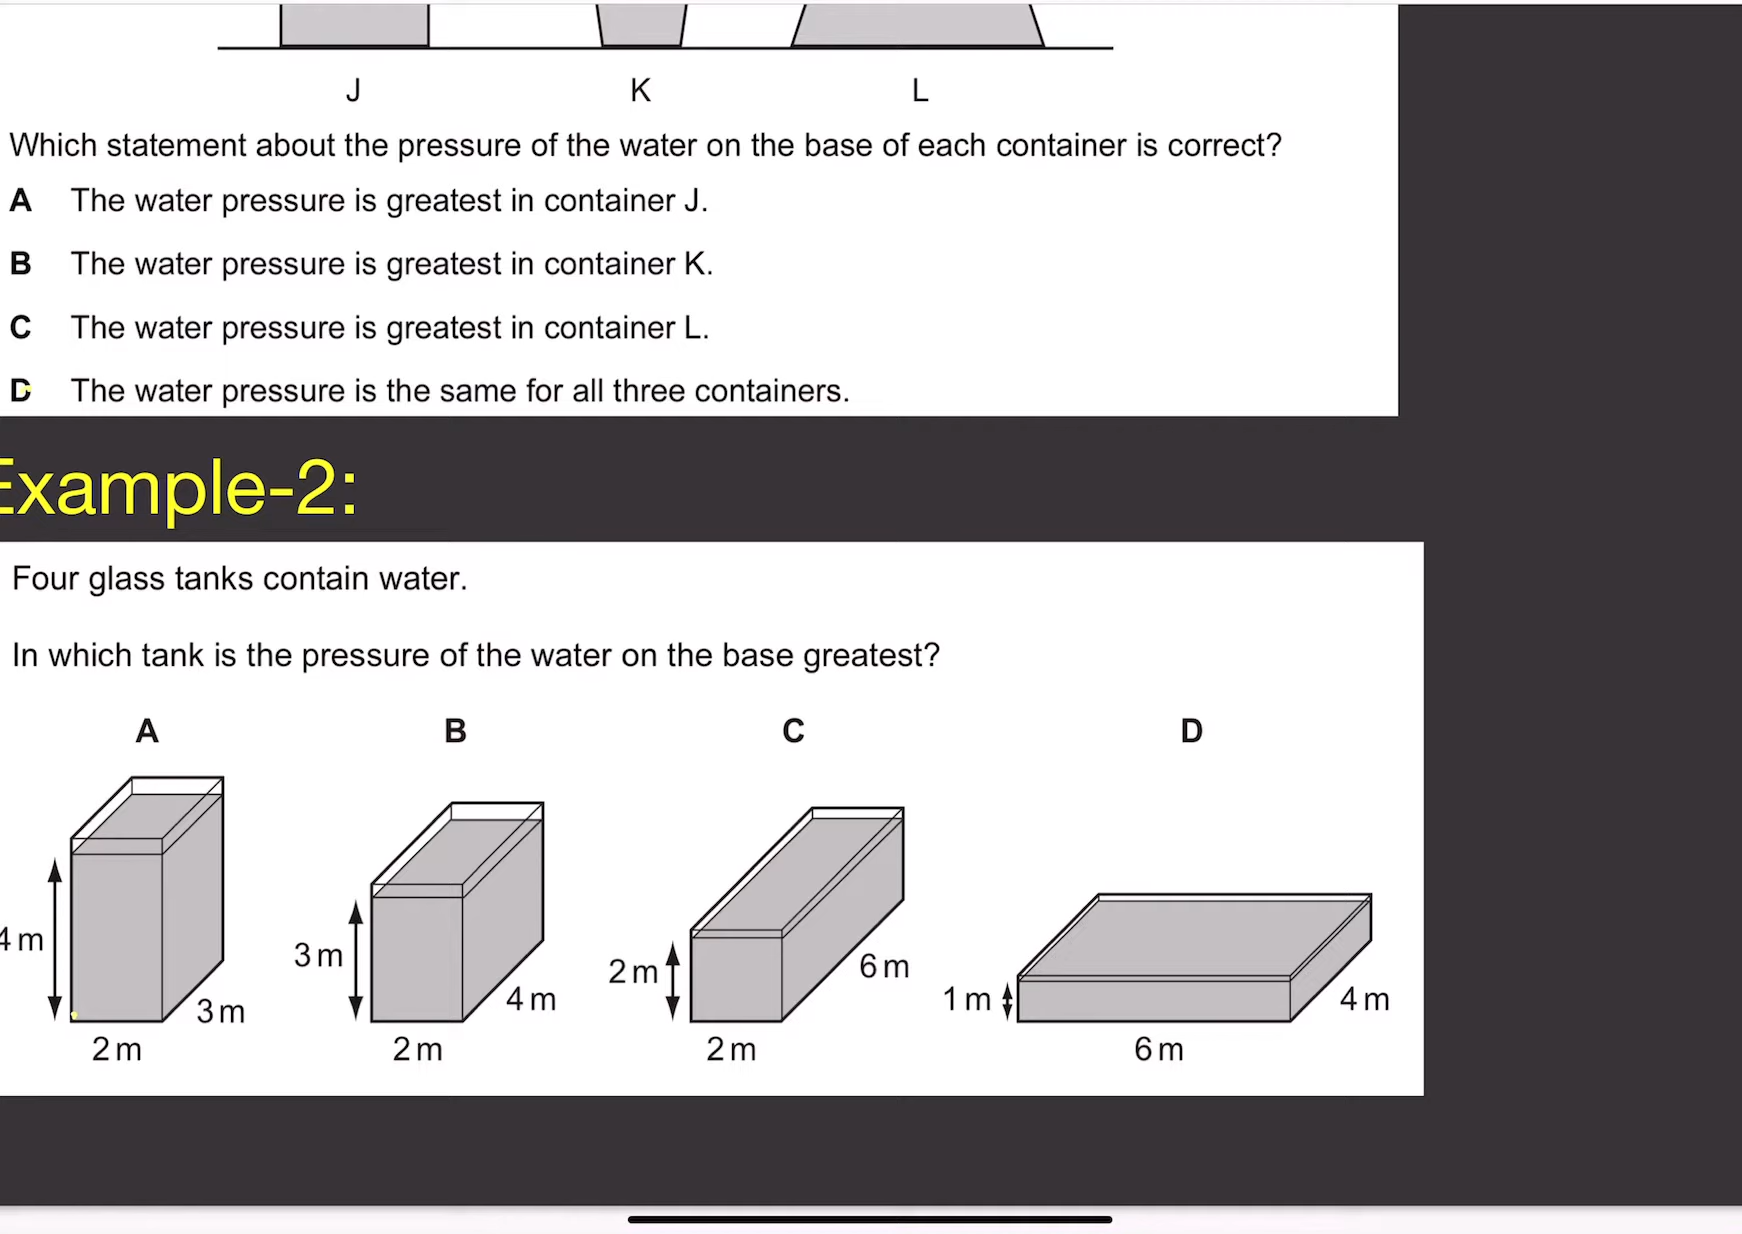 J K L
Which statement about the pressure of the water on the base of each container is correct?
A The water pressure is greatest in container J.
B The water pressure is greatest in container K.
C The water pressure is greatest in container L.
D The water pressure is the same for all three containers.
Example-2:
Four glass tanks contain water.
In which tank is the pressure of the water on the base greatest?
A B C D
4 m 3 m 2 m
3 m 4 m 2 m
2 m 6 m 2 m
1 m 4 m 6 m